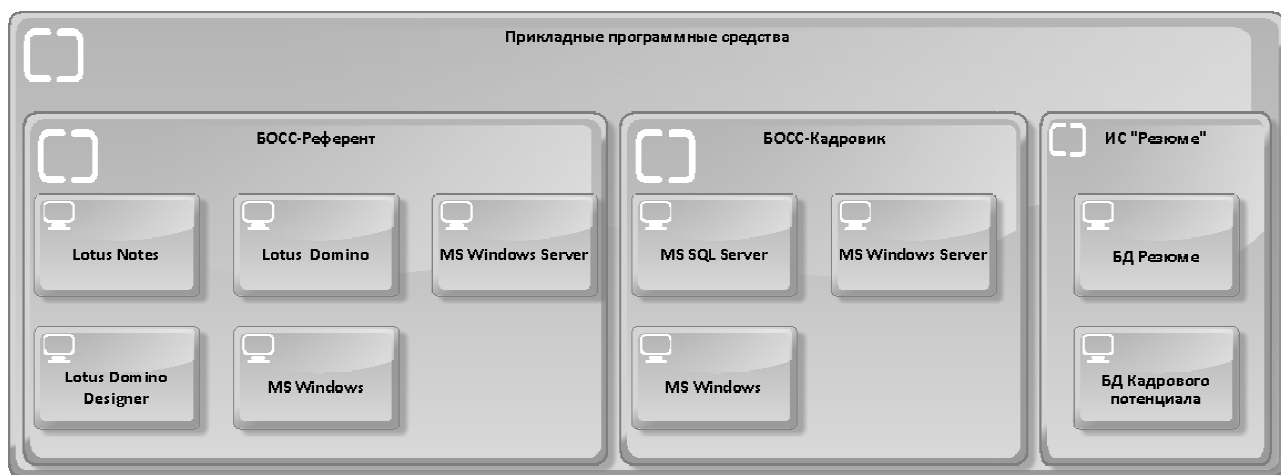 Прикладные программные средства
БОСС-Референт
Lotus Notes
Lotus Domino
MS Windows Server
Lotus Domino
Designer
MS Windows
БОСС-Кадровик
MS SQL Server
MS Windows Server
MS Windows
ИС "Резюме"
БД Резюме
БД Кадрового
потенциала